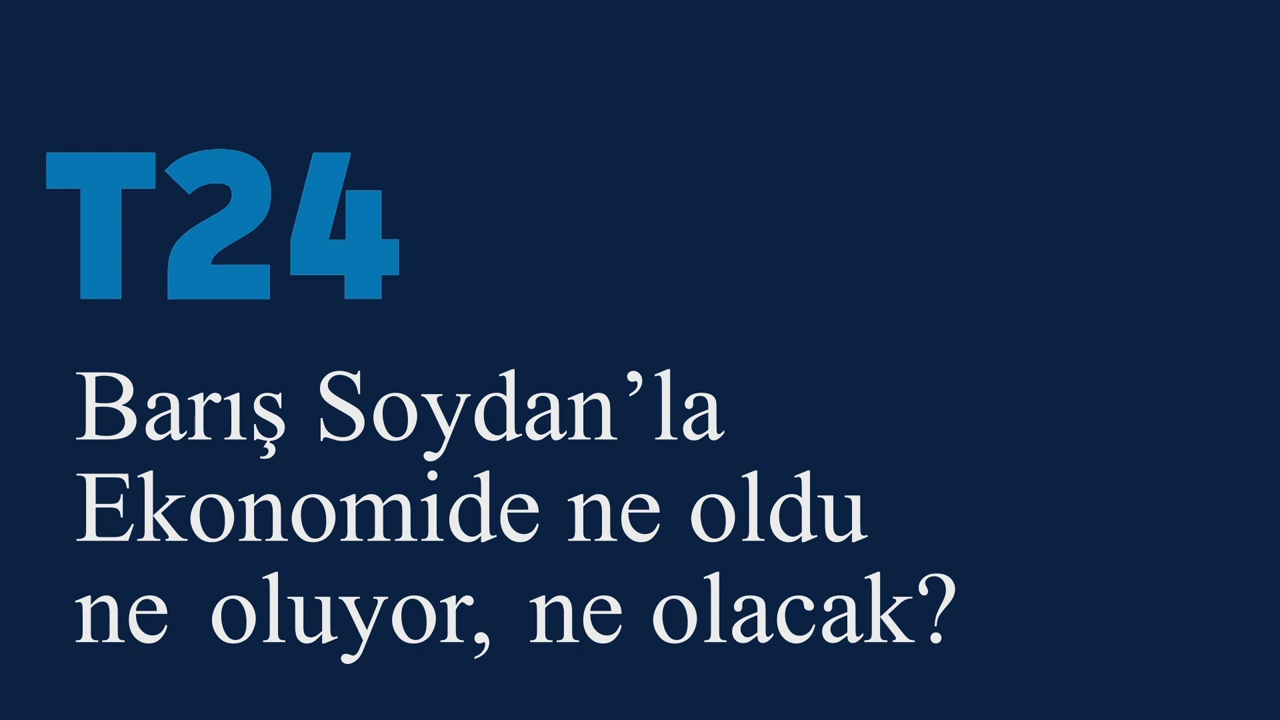 T24
Barış Soydan’la
Ekonomide ne oldu
ne oluyor, ne olacak?